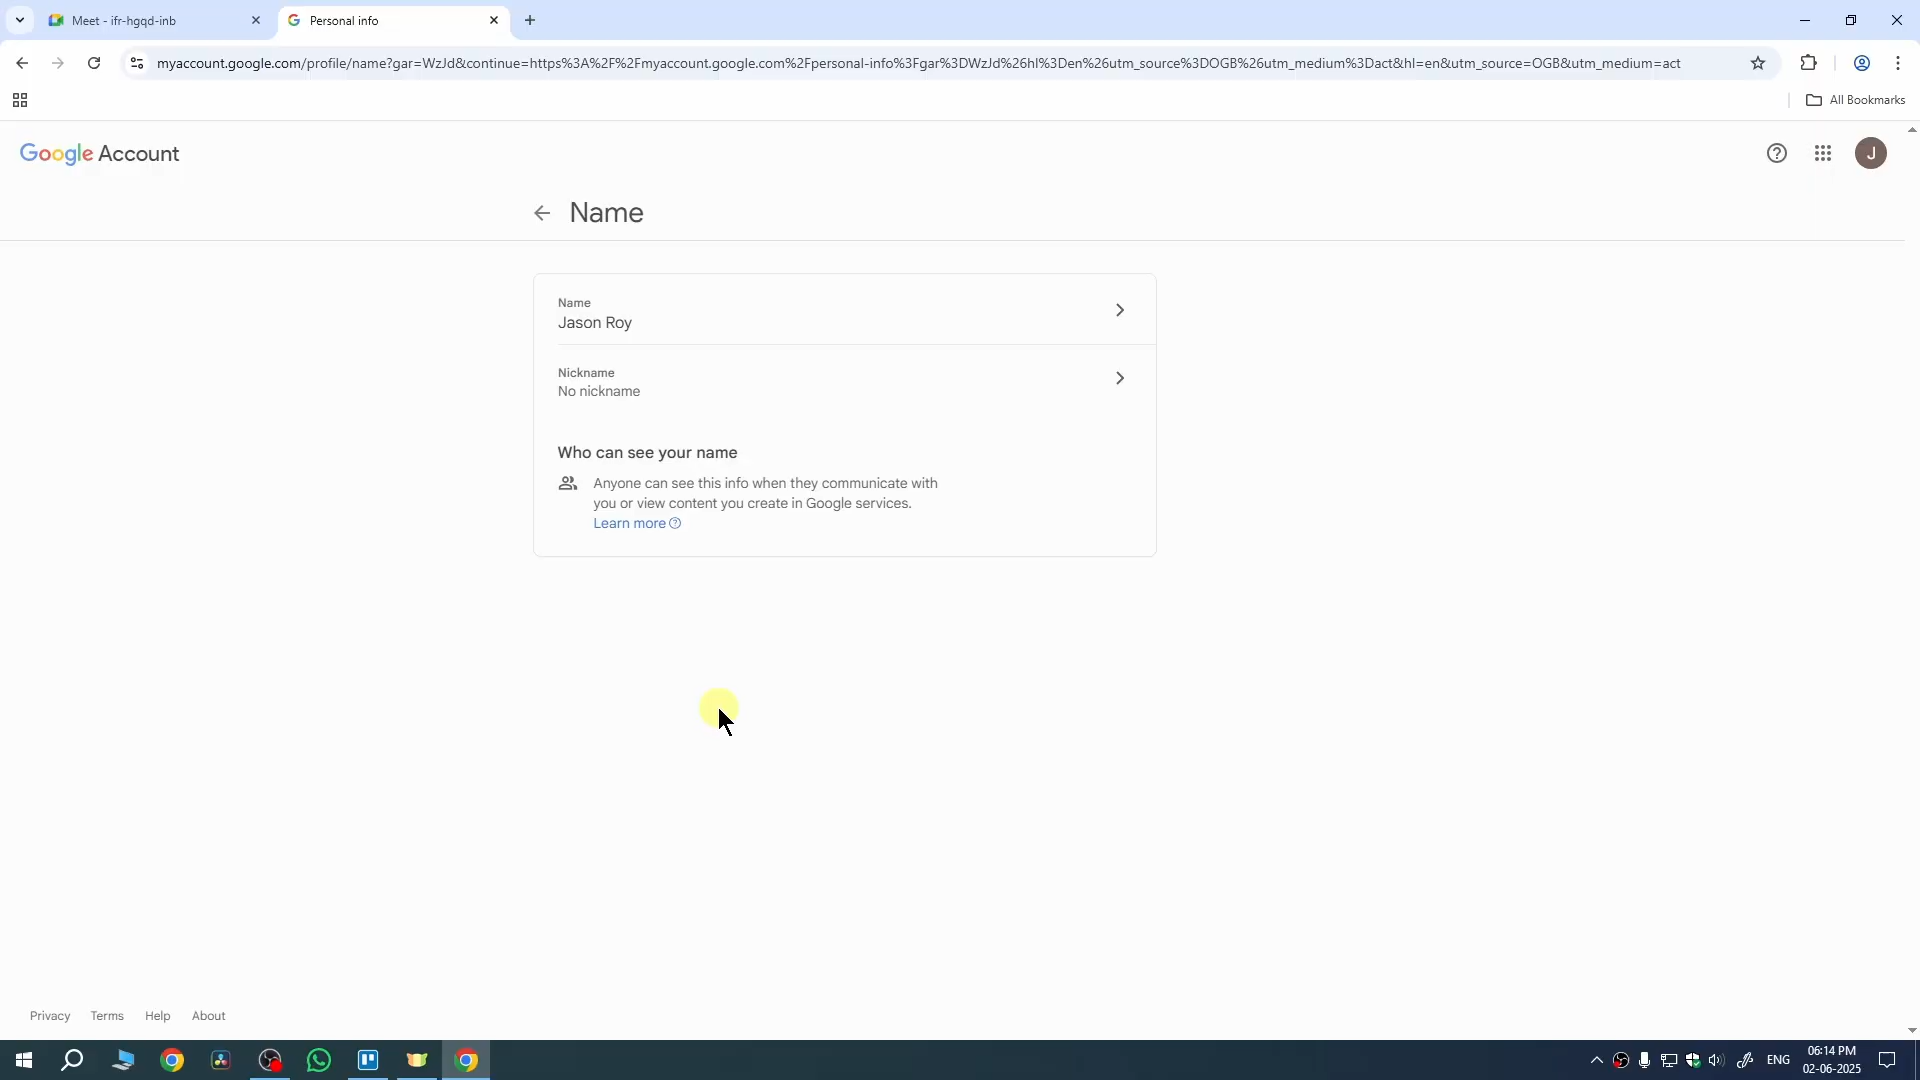 Meet - ifr-hgqd-inb
Personal info
myaccount.google.com/profile/name?gar=WzJd&continue=https%3A%2F%2Fmyaccount.google.com%2Fpersonal-info%3Fgar%3DWzJd%26hl%3Den%26utm_source%3DOGB%26utm_medium%3Dact&hl=en&utm_source=OGB&utm_medium=act
All Bookmarks
Google Account
J
Name
Name
Jason Roy
Nickname
No nickname
Who can see your name
Anyone can see this info when they communicate with
you or view content you create in Google services.
Learn more
Privacy Terms Help About
ENG
06:14 PM
02-06-2025